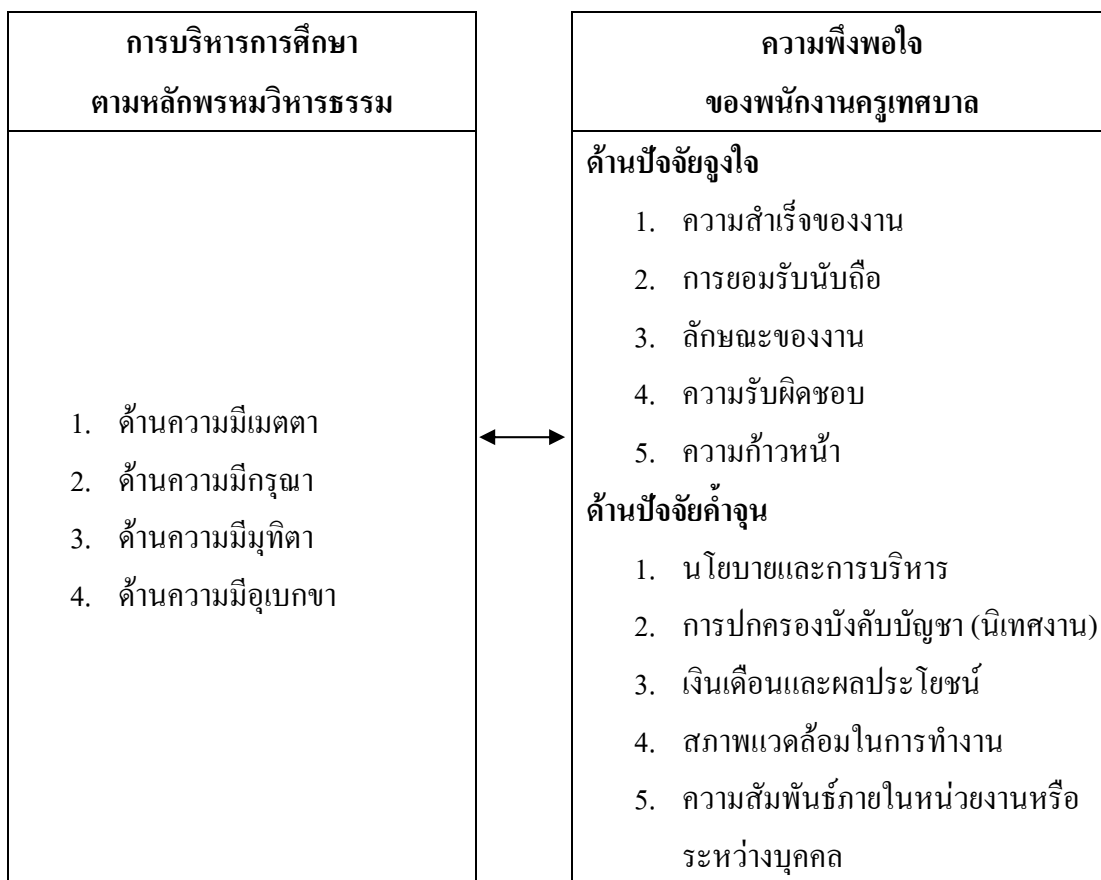 การบริหารการศึกษา
ตามหลักพรหมวิหารธรรม
1. ด้านความมีเมตตา
2. ด้านความมีกรุณา
3. ด้านความมีมุทิตา
4. ด้านความมีอุเบกขา
ความพึงพอใจ
ของพนักงานครูเทศบาล
ด้านปัจจัยจูงใจ
1. ความสำเร็จของงาน
2. การยอมรับนับถือ
3. ลักษณะของงาน
4. ความรับผิดชอบ
5. ความก้าวหน้า
ด้านปัจจัยค้ำจุน
1. นโยบายและการบริหาร
2. การปกครองบังคับบัญชา (นิเทศงาน)
3. เงินเดือนและผลประโยชน์
4. สภาพแวดล้อมในการทำงาน
5. ความสัมพันธ์ภายในหน่วยงานหรือ
ระหว่างบุคคล